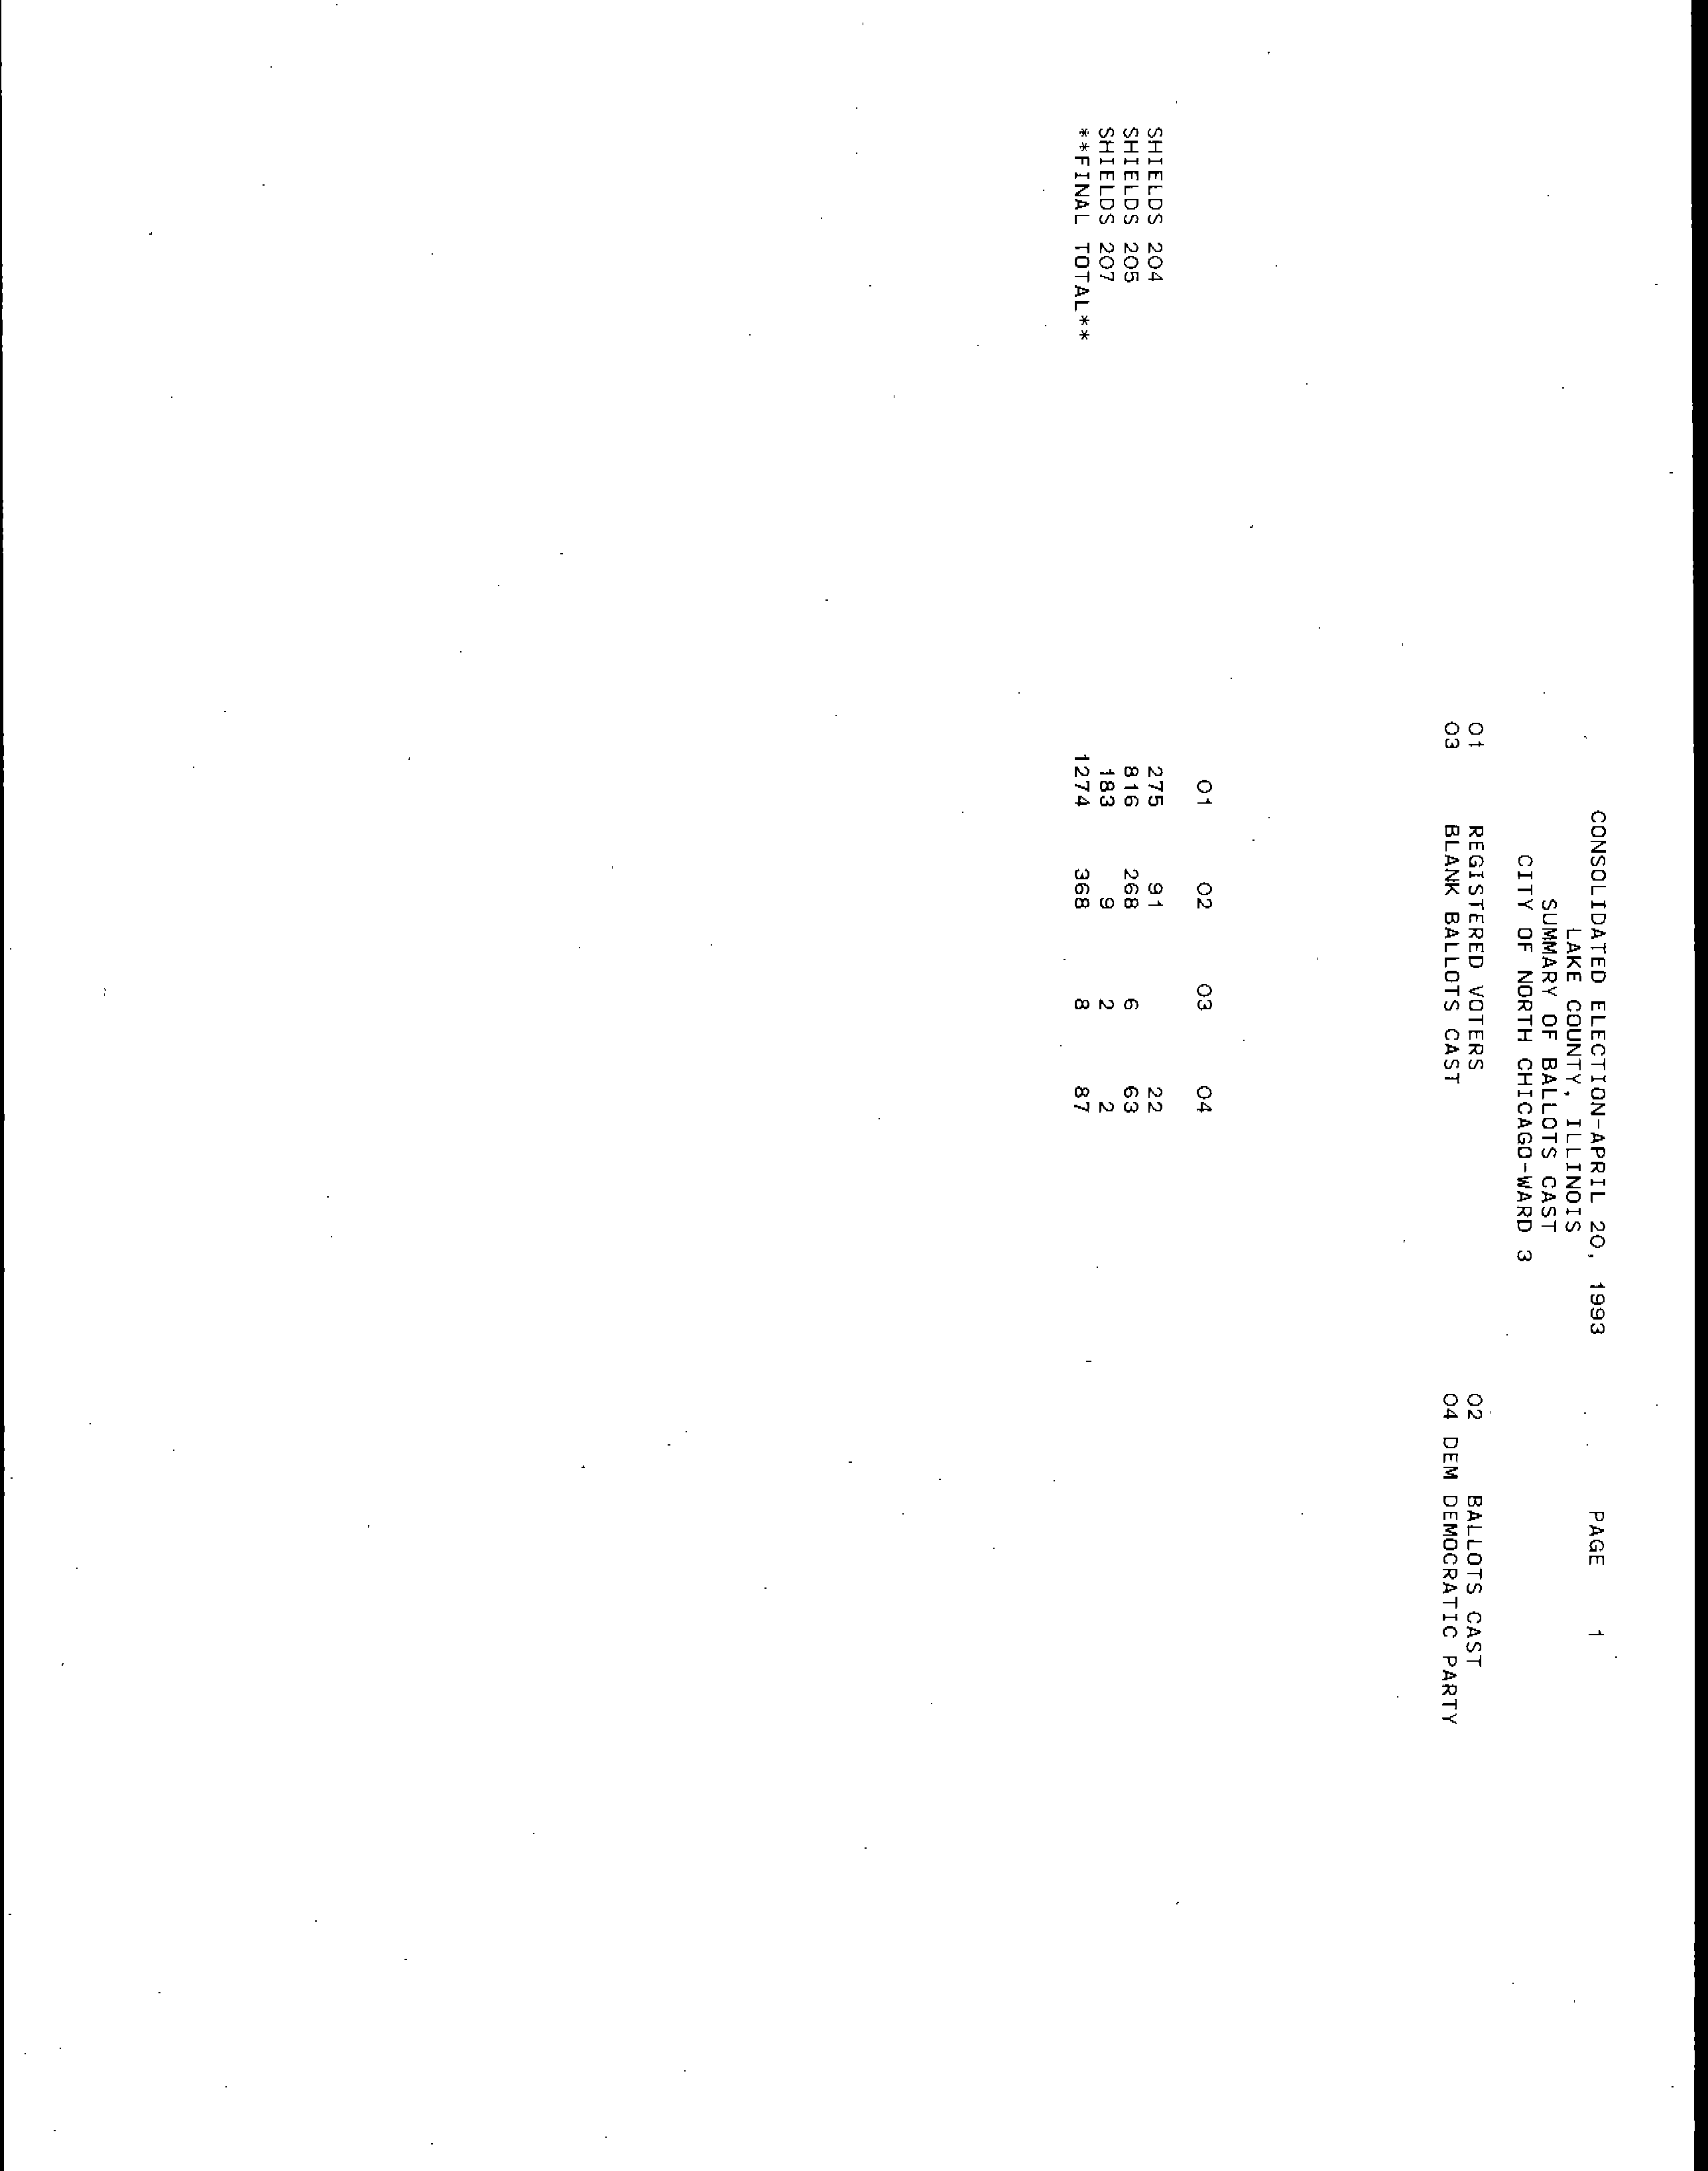 CONSOLIDATED ELECTION-APRIL 20, 1993 PAGE 1
LAKE COUNTY, ILLINOIS
SUMMARY OF BALLOTS CAST
CITY OF NORTH CHICAGO-WARD 3
01 REGISTERED VOTERS 02 BALLOTS CAST
03 BLANK BALLOTS CAST 04 DEM DEMOCRATIC PARTY
01 02 03 04
SHIELDS 204 275 91 22
SHIELDS 205 816 268 6 63
SHIELDS 207 183 9 2 2
**FINAL TOTAL** 1274 368 8 87